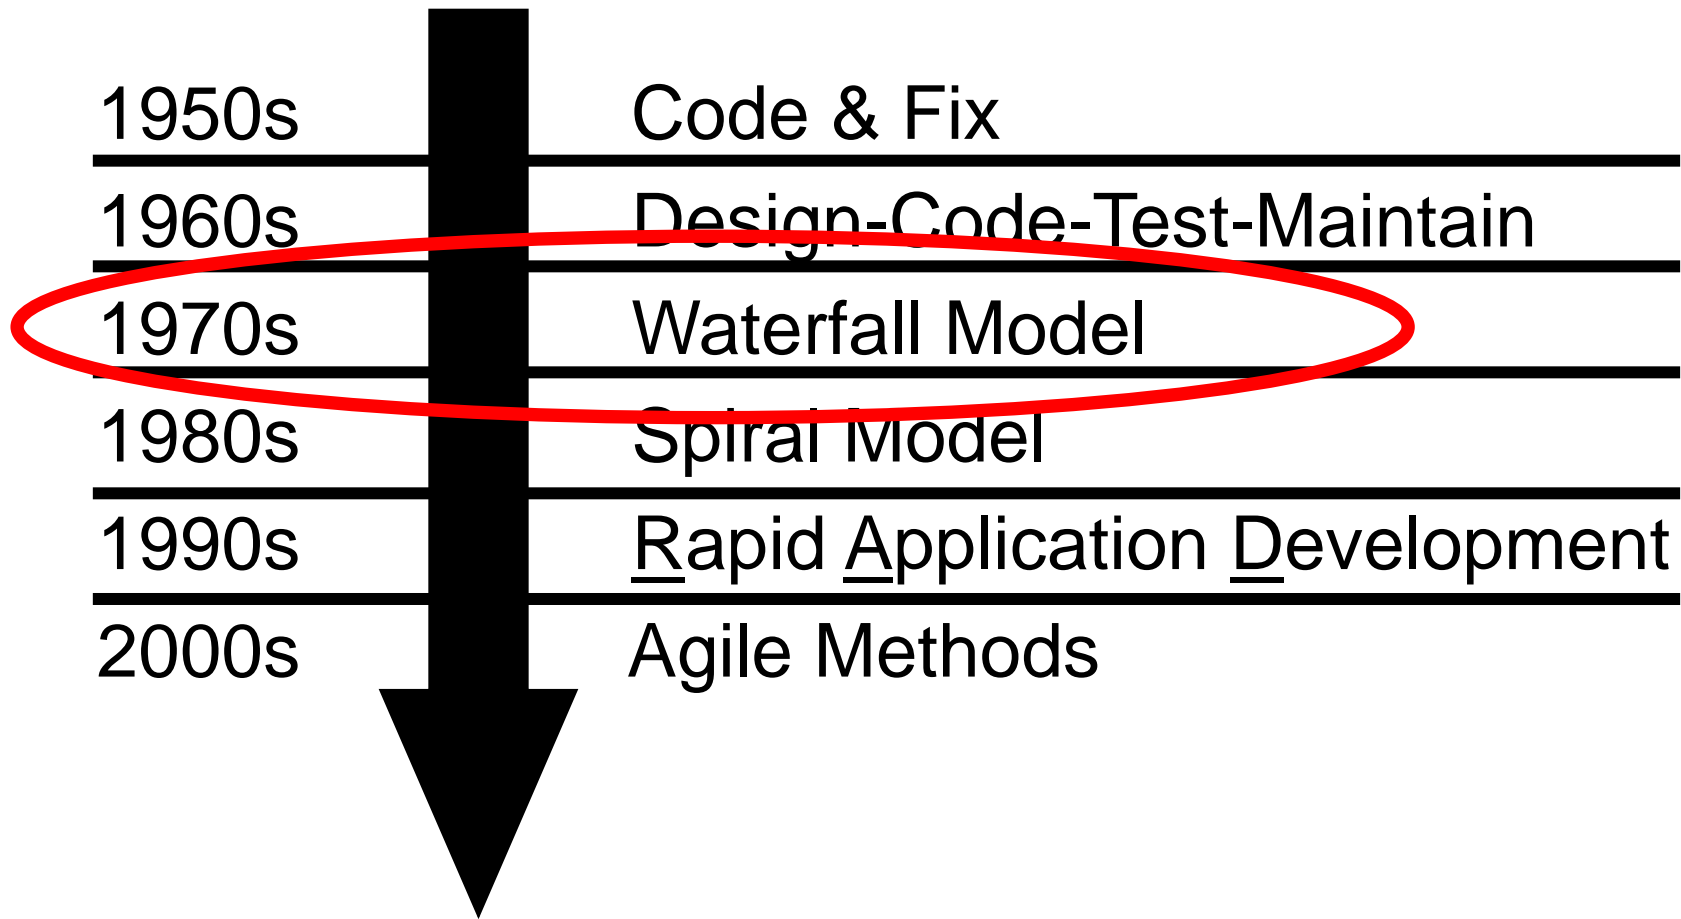 1950s Code & Fix
1960s Design-Code-Test-Maintain
1970s Waterfall Model
1980s Spiral Model
1990s Rapid Application Development
2000s Agile Methods